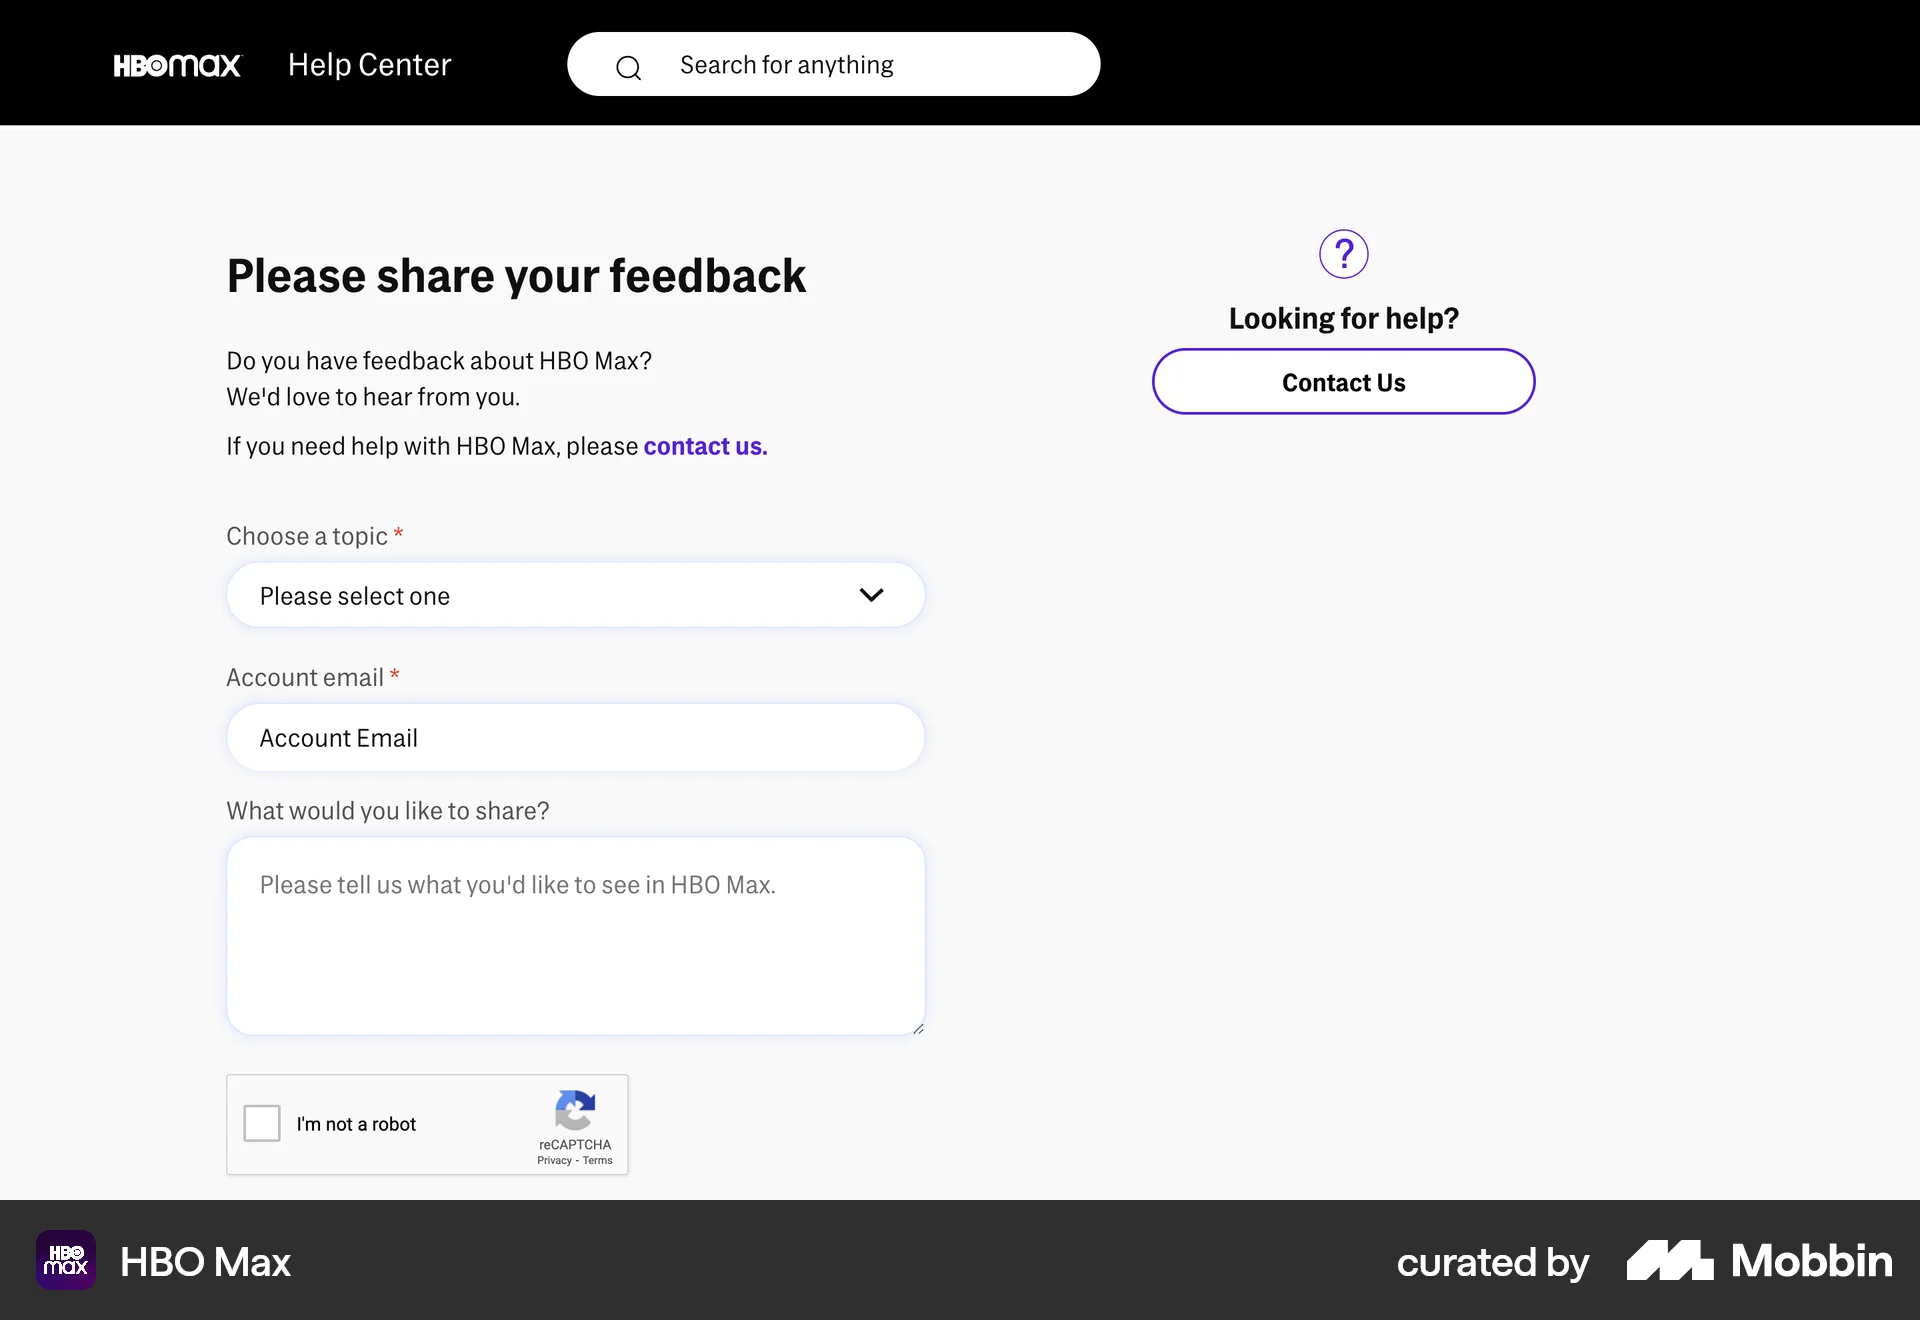 HBOMAX Help Center Search for anything
Please share your feedback
Do you have feedback about HBO Max?
We'd love to hear from you.
If you need help with HBO Max, please contact us.
?
Looking for help?
Contact Us
Choose a topic *
Please select one
Account email *
Account Email
What would you like to share?
Please tell us what you'd like to see in HBO Max.
I'm not a robot
reCAPTCHA
Privacy - Terms
HBO
max
HBO Max
curated by Mobbin